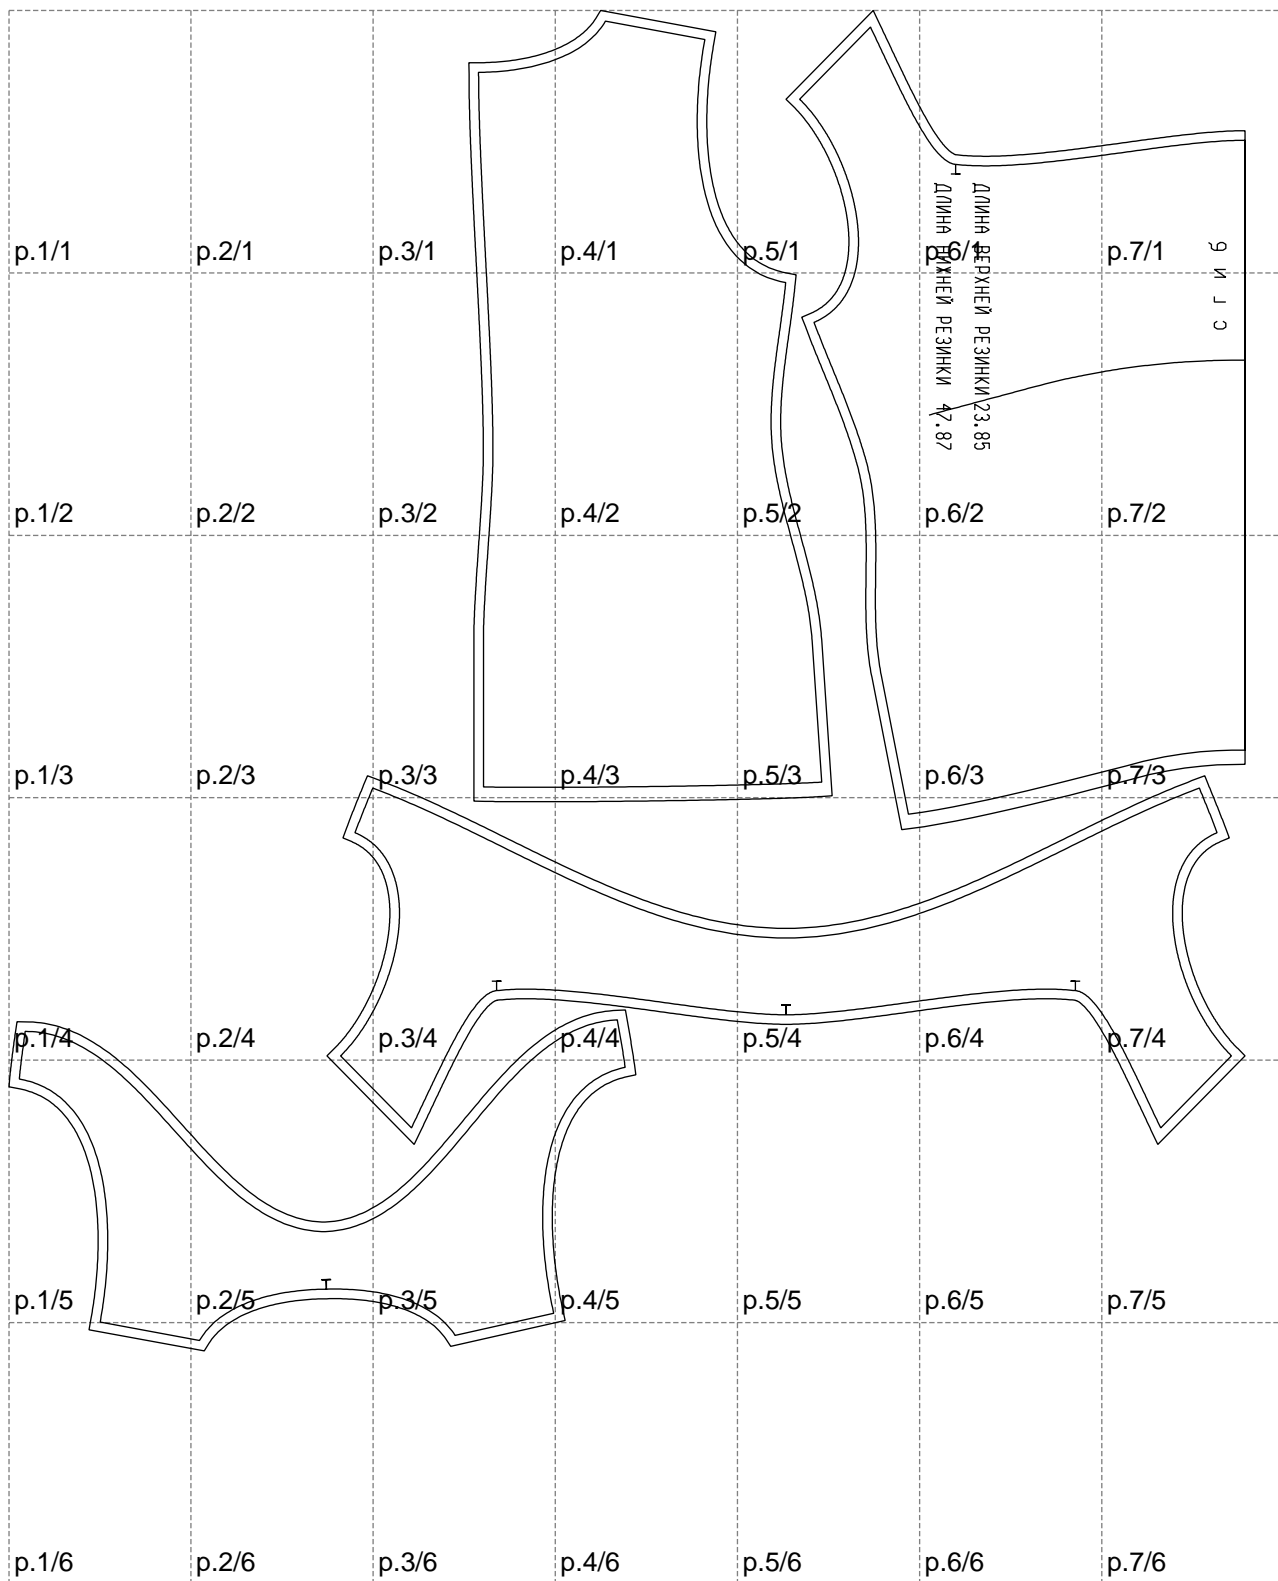 p.1/1 p.2/1 p.3/1 p.4/1 p.5/1 p.6/1 p.7/1
ДЛИНА ВЕРХНЕЙ РЕЗИНКИ 23.85
ДЛИНА НИЖНЕЙ РЕЗИНКИ 47.87
СГИб
p.1/2 p.2/2 p.3/2 p.4/2 p.5/2 p.6/2 p.7/2
p.1/3 p.2/3 p.3/3 p.4/3 p.5/3 p.6/3 p.7/3
p.1/4 p.2/4 p.3/4 p.4/4 p.5/4 p.6/4 p.7/4
p.1/5 p.2/5 p.3/5 p.4/5 p.5/5 p.6/5 p.7/5
p.1/6 p.2/6 p.3/6 p.4/6 p.5/6 p.6/6 p.7/6